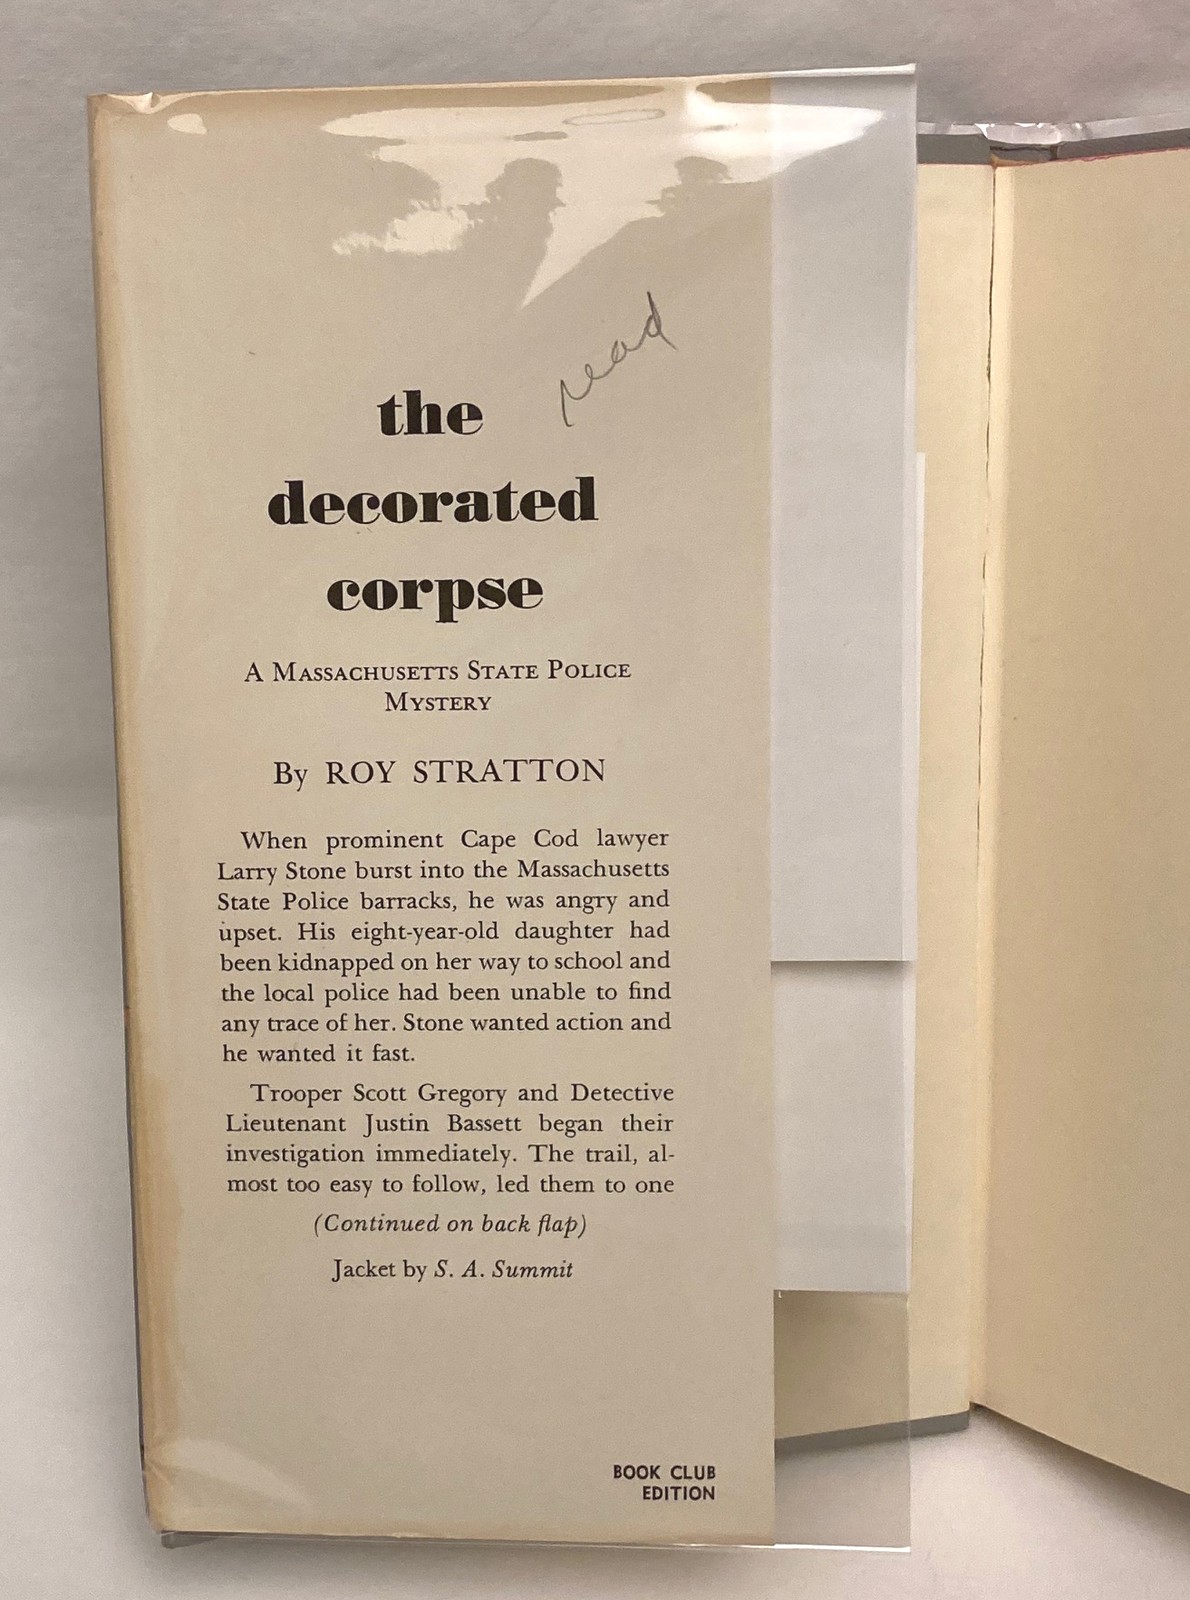 read
the
decorated
corpse
A Massachusetts State Police
Mystery
By ROY STRATTON
When prominent Cape Cod lawyer
Larry Stone burst into the Massachusetts
State Police barracks, he was angry and
upset. His eight-year-old daughter had
been kidnapped on her way to school and
the local police had been unable to find
any trace of her. Stone wanted action and
he wanted it fast.
Trooper Scott Gregory and Detective
Lieutenant Justin Bassett began their
investigation immediately. The trail, al-
most too easy to follow, led them to one
(Continued on back flap)
Jacket by S. A. Summit
BOOK CLUB
EDITION